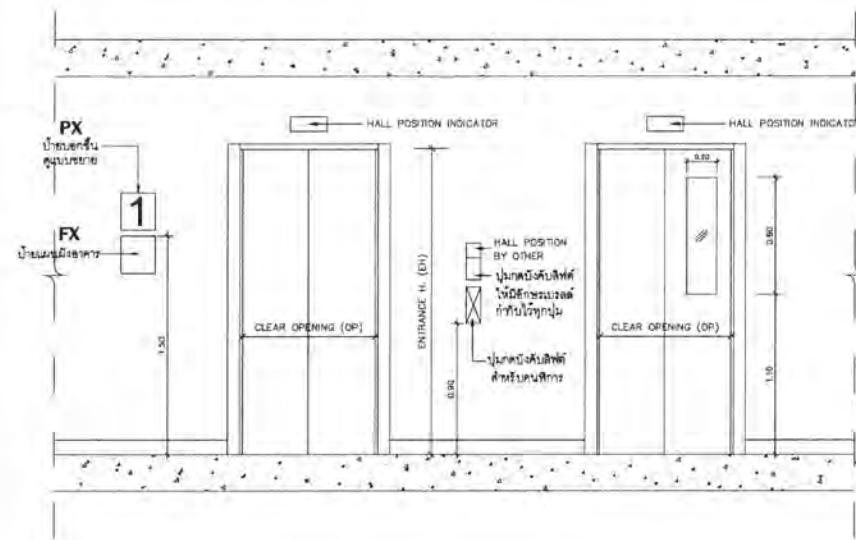 HALL POSITION INDICATOR
HALL POSITION INDICATOR
PX
ป้ายบอกชั้น
ดูแบบขยาย
1
FX
ป้ายแผนผังอาคาร
1.50
CLEAR OPENING (OP)
ENTRANCE H. (EH)
HALL POSITION
BY OTHER
ปุ่มกดบังคับลิฟต์
ให้มีอักษรเบรลล์
กำกับไว้ทุกปุ่ม
ปุ่มกดบังคับลิฟต์
สำหรับคนพิการ
0.90
CLEAR OPENING (OP)
0.20
1.10